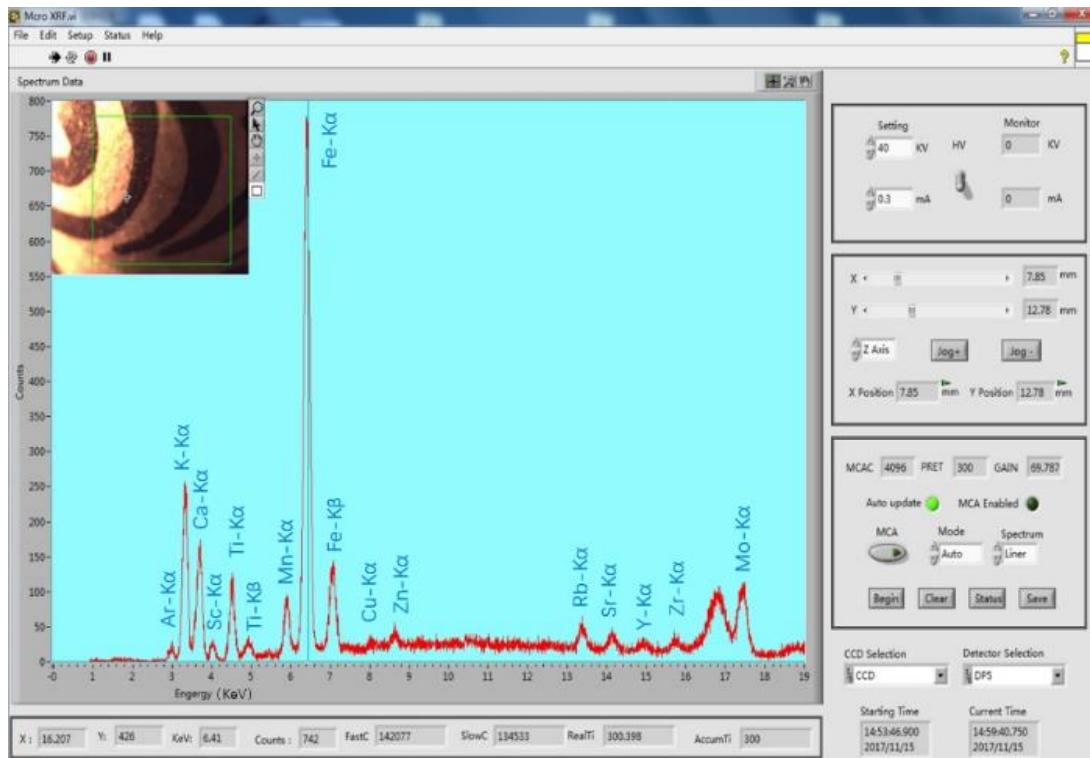 Mcro XRF.vi
File Edit Setup Status Help
Spectrum Data
800-
750-
700-
650-
600-
550-
500-
450-
400-
350-
300-
250-
200-
150-
100-
50-
0-
Counts
Ar-Kα
K-Kα
Ca-Kα
Sc-Kα
Ti-Kα
Ti-Kβ
Mn-Kα
Fe-Kα
Fe-Kβ
Cu-Kα
Zn-Kα
Rb-Kα
Sr-Kα
Y-Kα
Zr-Kα
Mo-Kα
-0 1 2 3 4 5 6 7 8 9 10 11 12 13 14 15 16 17 18 19
Engergy (KeV)
X : 16.207 Y: 426 KeV: 6.41 Counts : 742 FastC 142077 SlowC 134533 RealTi 300.398 AccumTi 300
Setting Monitor
40 KV HV 0 KV
0.3 mA 0 mA
X 7.85 mm
Y 12.78 mm
Z Axis Jog+ Jog -
X Position 7.85 mm Y Position 12.78 mm
MCAC 4096 PRET 300 GAIN 69.787
Auto update MCA Enabled
MCA Mode Spectrum
Auto Liner
Begin Clear Status Save
CCD Selection Detector Selection
CCD DP5
Starting Time Current Time
14:53:46.900 14:59:40.750
2017/11/15 2017/11/15